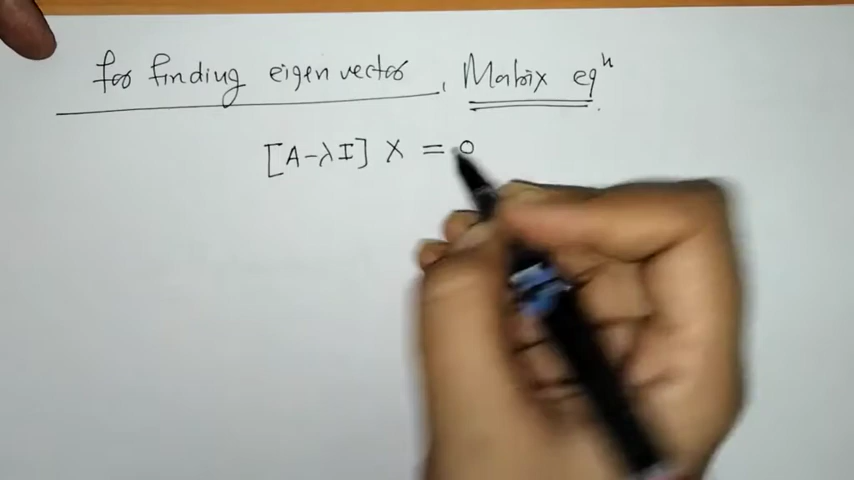 for finding eigen vector, Matrix eqⁿ
[A-λI] X = 0